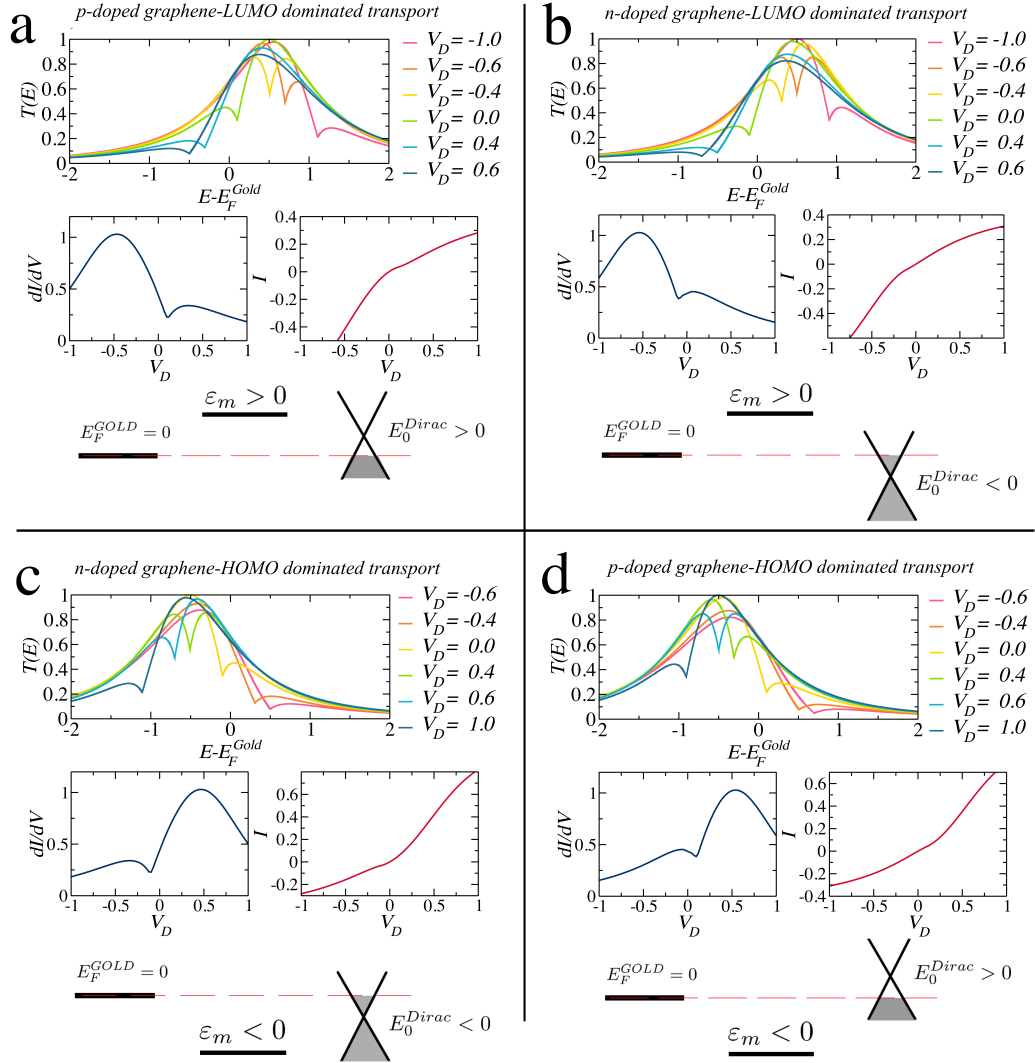 a
p-doped graphene-LUMO dominated transport
T(E)
1
0.8
0.6
0.4
0.2
0
-2
-1
0
1
2
E-E_F^Gold
V_D= -1.0
V_D= -0.6
V_D= -0.4
V_D= 0.0
V_D= 0.4
V_D= 0.6
dI/dV
1
0.5
0
-1
-0.5
0
0.5
1
V_D
I
0.4
0.2
0
-0.2
-0.4
-1
-0.5
0
0.5
1
V_D
ε_m > 0
E_F^GOLD = 0
E_0^Dirac > 0
b
n-doped graphene-LUMO dominated transport
T(E)
1
0.8
0.6
0.4
0.2
0
-2
-1
0
1
2
E-E_F^Gold
V_D= -1.0
V_D= -0.6
V_D= -0.4
V_D= 0.0
V_D= 0.4
V_D= 0.6
dI/dV
1
0.5
0
-1
-0.5
0
0.5
1
V_D
I
0.4
0.2
0
-0.2
-0.4
-0.6
-1
-0.5
0
0.5
1
V_D
ε_m > 0
E_F^GOLD = 0
E_0^Dirac < 0
c
n-doped graphene-HOMO dominated transport
T(E)
1
0.8
0.6
0.4
0.2
0
-2
-1
0
1
2
E-E_F^Gold
V_D= -0.6
V_D= -0.4
V_D= 0.0
V_D= 0.4
V_D= 0.6
V_D= 1.0
dI/dV
1
0.5
0
-1
-0.5
0
0.5
1
V_D
I
0.6
0.4
0.2
0
-0.2
-1
-0.5
0
0.5
1
V_D
E_F^GOLD = 0
E_0^Dirac < 0
ε_m < 0
d
p-doped graphene-HOMO dominated transport
T(E)
1
0.8
0.6
0.4
0.2
0
-2
-1
0
1
2
E-E_F^Gold
V_D= -0.6
V_D= -0.4
V_D= 0.0
V_D= 0.4
V_D= 0.6
V_D= 1.0
dI/dV
1
0.5
0
-1
-0.5
0
0.5
1
V_D
I
0.6
0.4
0.2
0
-0.2
-0.4
-1
-0.5
0
0.5
1
V_D
E_F^GOLD = 0
E_0^Dirac > 0
ε_m < 0